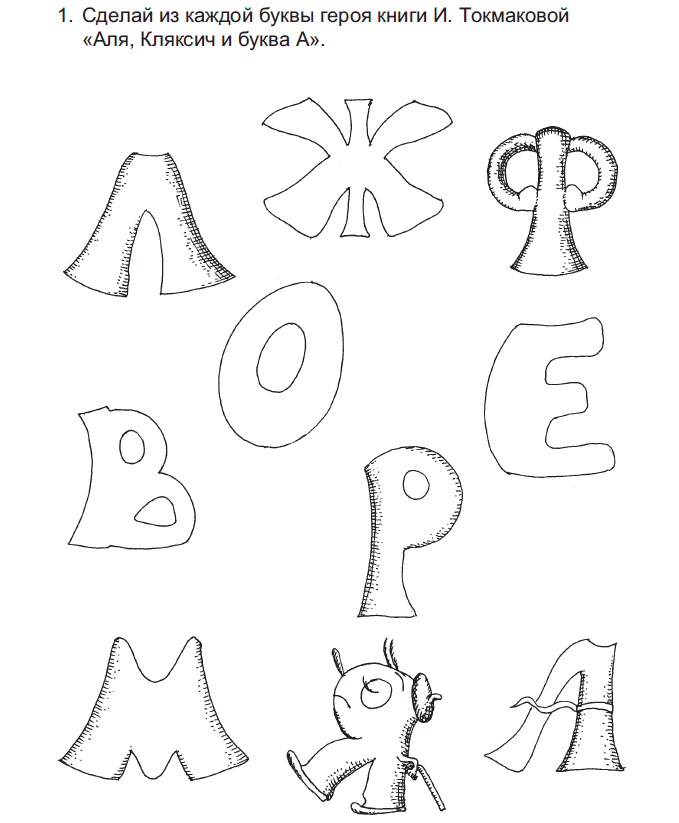 1. Сделай из каждой буквы героя книги И. Токмаковой
«Аля, Кляксич и буква А».
Ж
Л
Ф
О
Е
В
Р
М
Я
А